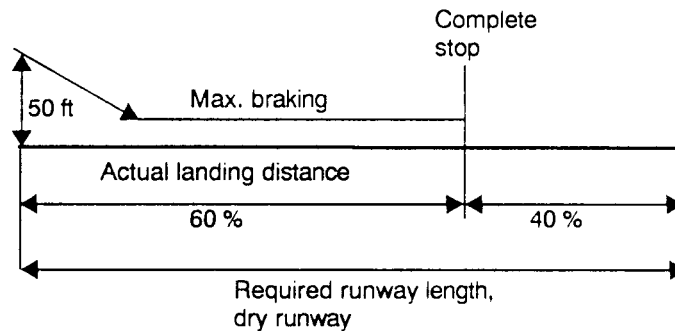 Complete
stop
50 ft
Max. braking
Actual landing distance
60 %
40 %
Required runway length,
dry runway